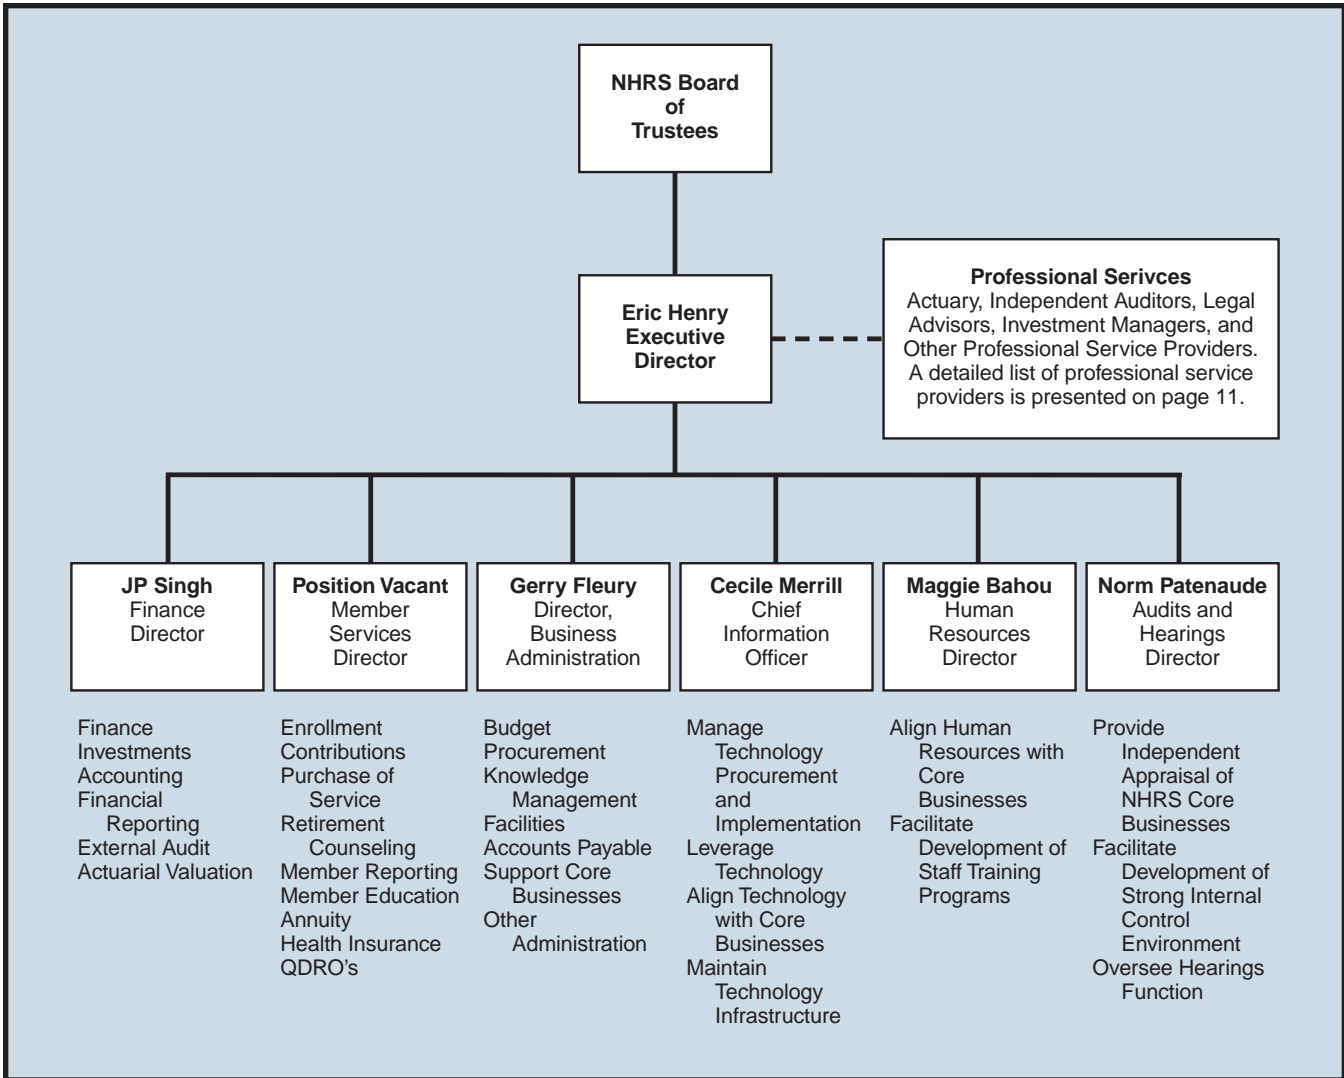 NHRS Board
of
Trustees
Eric Henry
Executive
Director
Professional Serivces
Actuary, Independent Auditors, Legal
Advisors, Investment Managers, and
Other Professional Service Providers.
A detailed list of professional service
providers is presented on page 11.
JP Singh
Finance
Director
Position Vacant
Member
Services
Director
Gerry Fleury
Director,
Business
Administration
Cecile Merrill
Chief
Information
Officer
Maggie Bahou
Human
Resources
Director
Norm Patenaude
Audits and
Hearings
Director
Finance
Investments
Accounting
Financial
Reporting
External Audit
Actuarial Valuation
Enrollment
Contributions
Purchase of
Service
Retirement
Counseling
Member Reporting
Member Education
Annuity
Health Insurance
QDRO's
Budget
Procurement
Knowledge
Management
Facilities
Accounts Payable
Support Core
Businesses
Other
Administration
Manage
Technology
Procurement
and
Implementation
Leverage
Technology
Align Technology
with Core
Businesses
Maintain
Technology
Infrastructure
Align Human
Resources with
Core
Businesses
Facilitate
Development of
Staff Training
Programs
Provide
Independent
Appraisal of
NHRS Core
Businesses
Facilitate
Development of
Strong Internal
Control
Environment
Oversee Hearings
Function